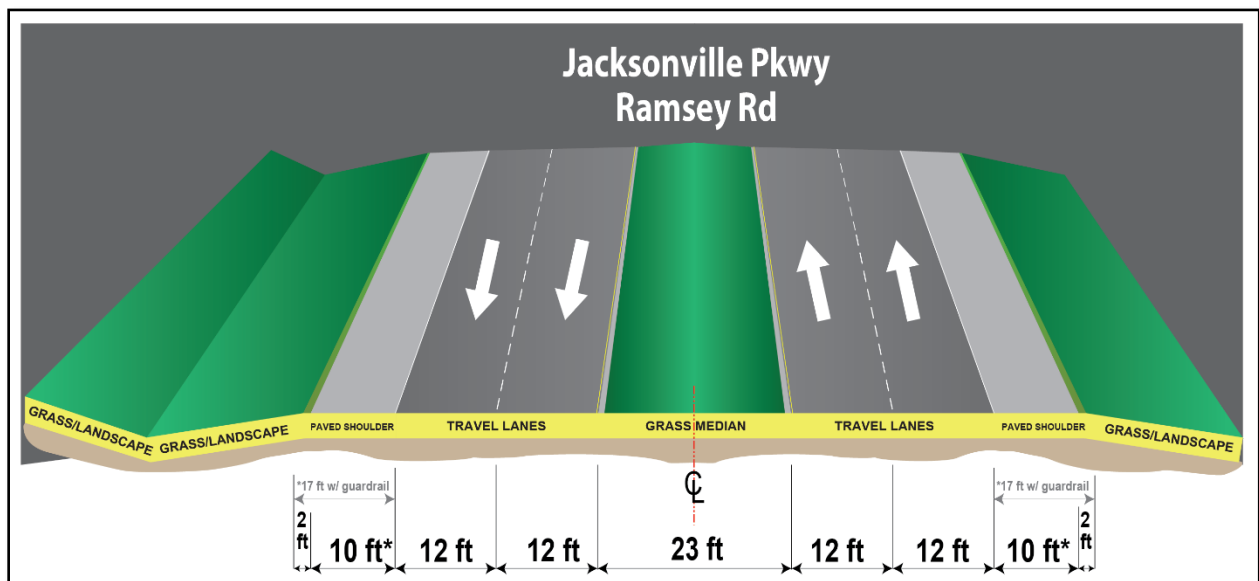 Jacksonville Pkwy
Ramsey Rd
GRASS/LANDSCAPE
GRASS/LANDSCAPE
PAVED SHOULDER
TRAVEL LANES
GRASS MEDIAN
TRAVEL LANES
PAVED SHOULDER
GRASS/LANDSCAPE
*17 ft w/ guardrail
℄
*17 ft w/ guardrail
2
ft
10 ft*
12 ft
12 ft
23 ft
12 ft
12 ft
10 ft*
2
ft